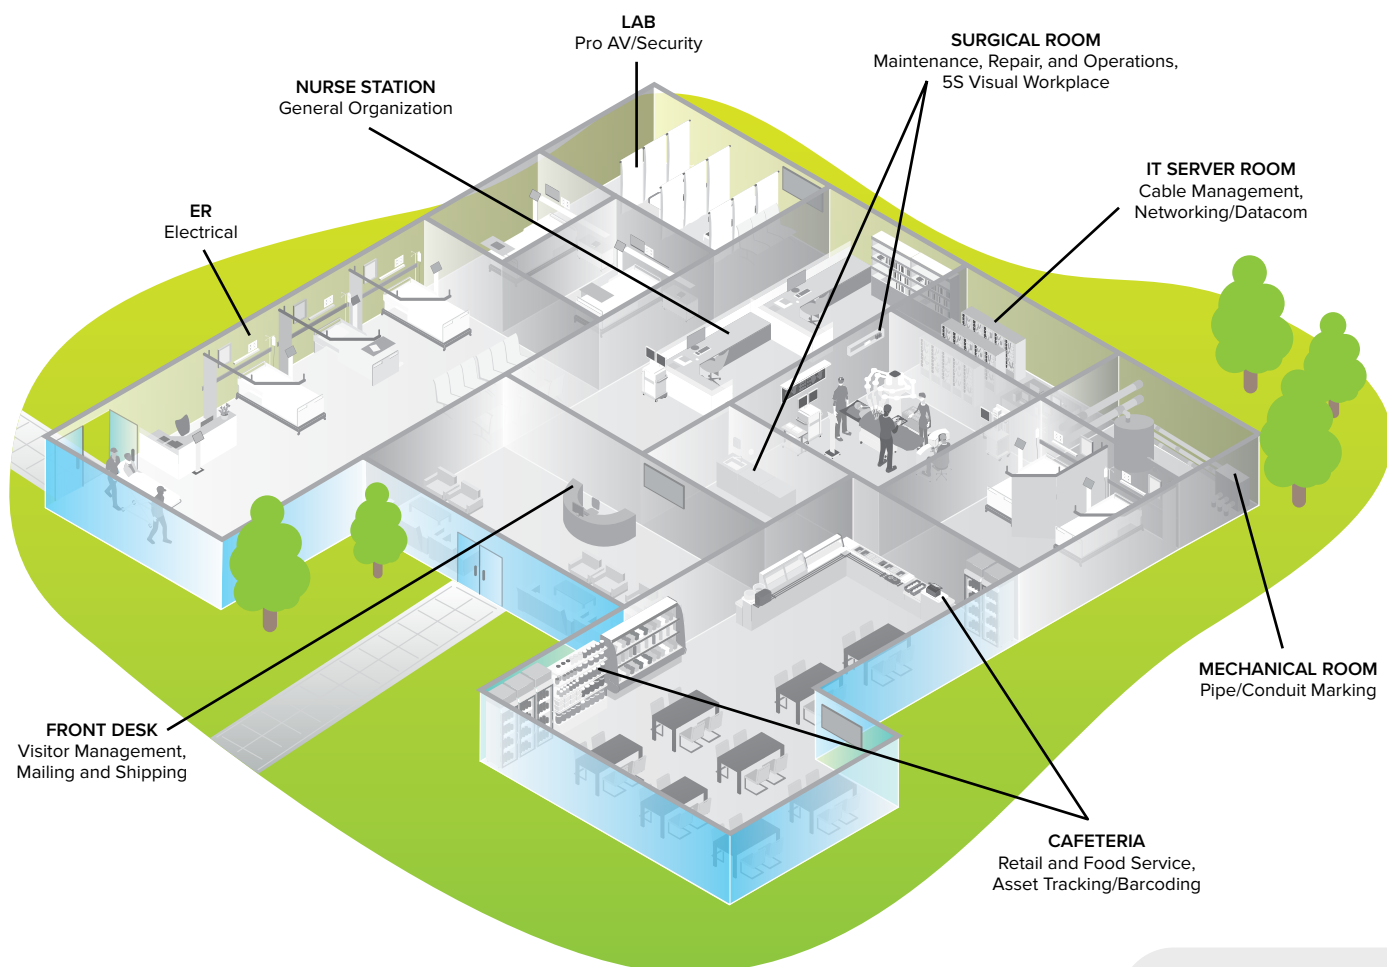 LAB
Pro AV/Security
SURGICAL ROOM
Maintenance, Repair, and Operations,
5S Visual Workplace
NURSE STATION
General Organization
IT SERVER ROOM
Cable Management,
Networking/Datacom
ER
Electrical
MECHANICAL ROOM
Pipe/Conduit Marking
FRONT DESK
Visitor Management,
Mailing and Shipping
CAFETERIA
Retail and Food Service,
Asset Tracking/Barcoding